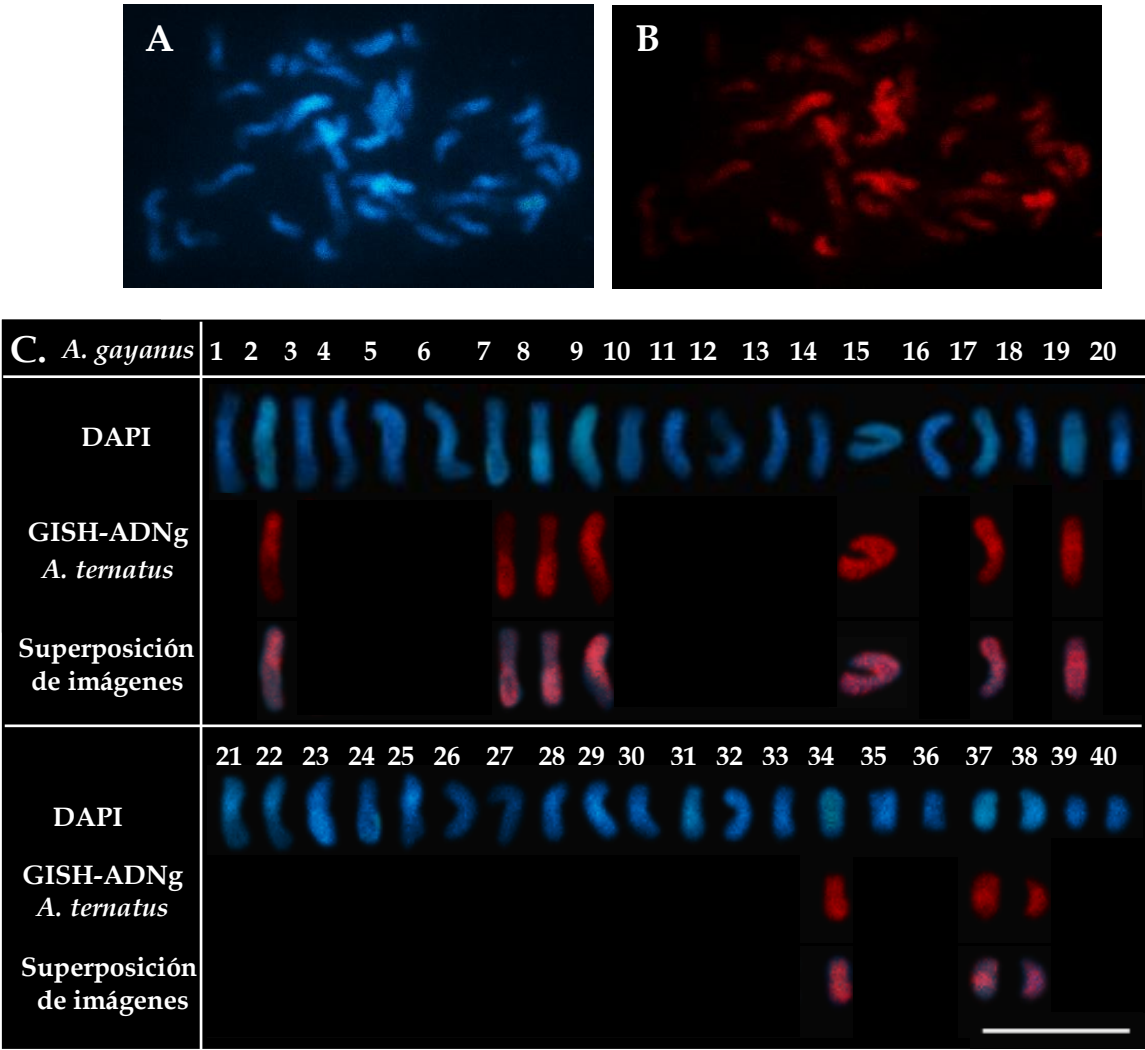 A
B
C. A. gayanus 1 2 3 4 5 6 7 8 9 10 11 12 13 14 15 16 17 18 19 20
DAPI
GISH-ADNg
A. ternatus
Superposición
de imágenes
21 22 23 24 25 26 27 28 29 30 31 32 33 34 35 36 37 38 39 40
DAPI
GISH-ADNg
A. ternatus
Superposición
de imágenes